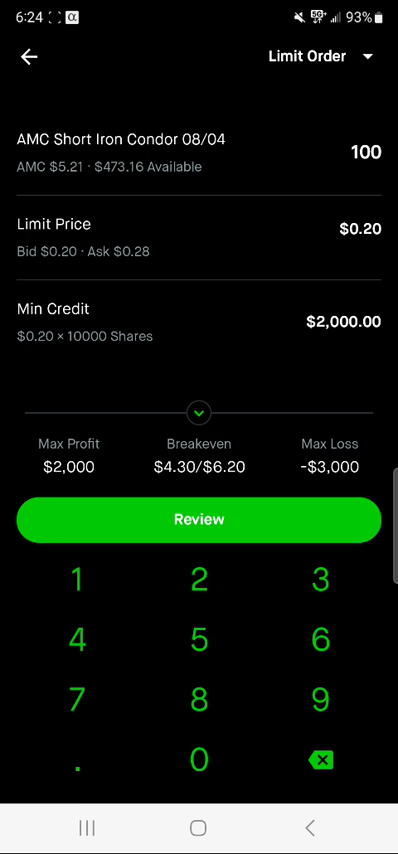 6:24 α 5G+ 93%
Limit Order
AMC Short Iron Condor 08/04
100
AMC $5.21 · $473.16 Available
Limit Price
$0.20
Bid $0.20 · Ask $0.28
Min Credit
$2,000.00
$0.20 × 10000 Shares
Max Profit Breakeven Max Loss
$2,000 $4.30/$6.20 -$3,000
Review
1 2 3
4 5 6
7 8 9
. 0